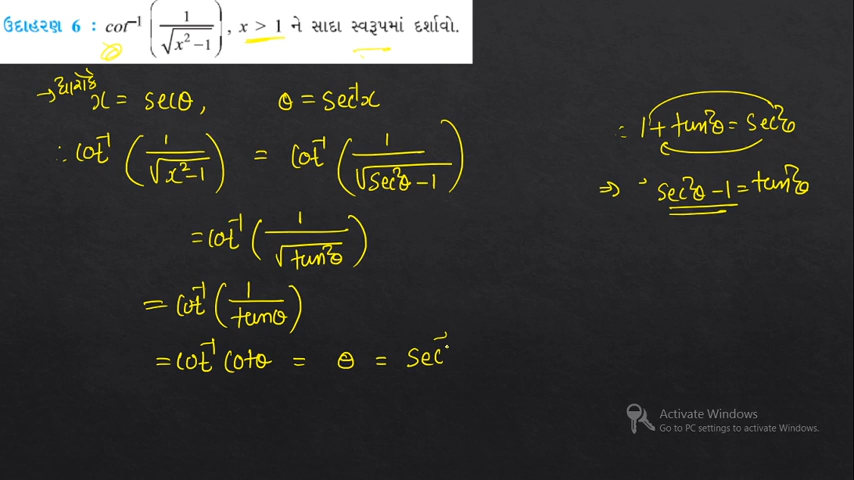 ઉદાહરણ 6 : cot⁻¹ (1/√(x² −1)), x > 1 ને સાદા સ્વરૂપમાં દર્શાવો.
→ ધારોકે x = secθ, θ = sec⁻¹x
∴ cot⁻¹ (1/√(x²−1)) = cot⁻¹ (1/√(sec²θ −1))
= cot⁻¹ (1/√(tan²θ))
= cot⁻¹ (1/tanθ)
= cot⁻¹ cotθ = θ = sec⁻
∴ 1 + tan²θ = sec²θ
⇒ sec²θ −1 = tan²θ
Activate Windows
Go to PC settings to activate Windows.